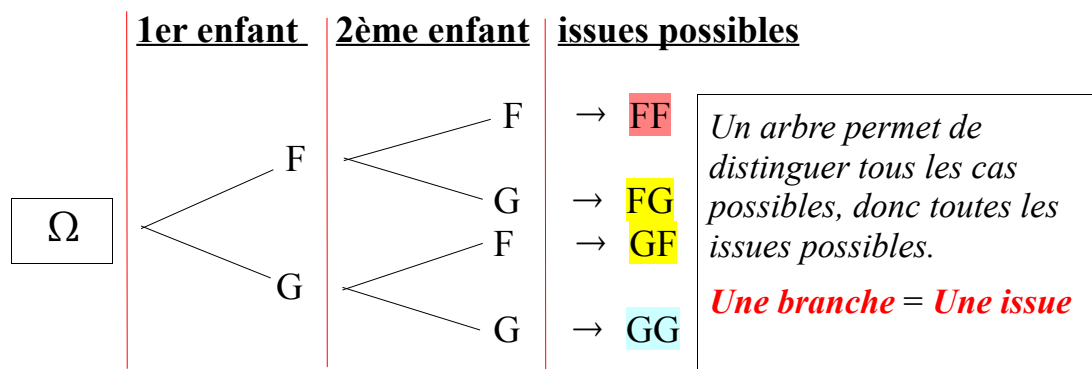 1er enfant 2ème enfant issues possibles
F → FF
F
G → FG
Ω
F → GF
G
G → GG
Un arbre permet de
distinguer tous les cas
possibles, donc toutes les
issues possibles.
Une branche = Une issue